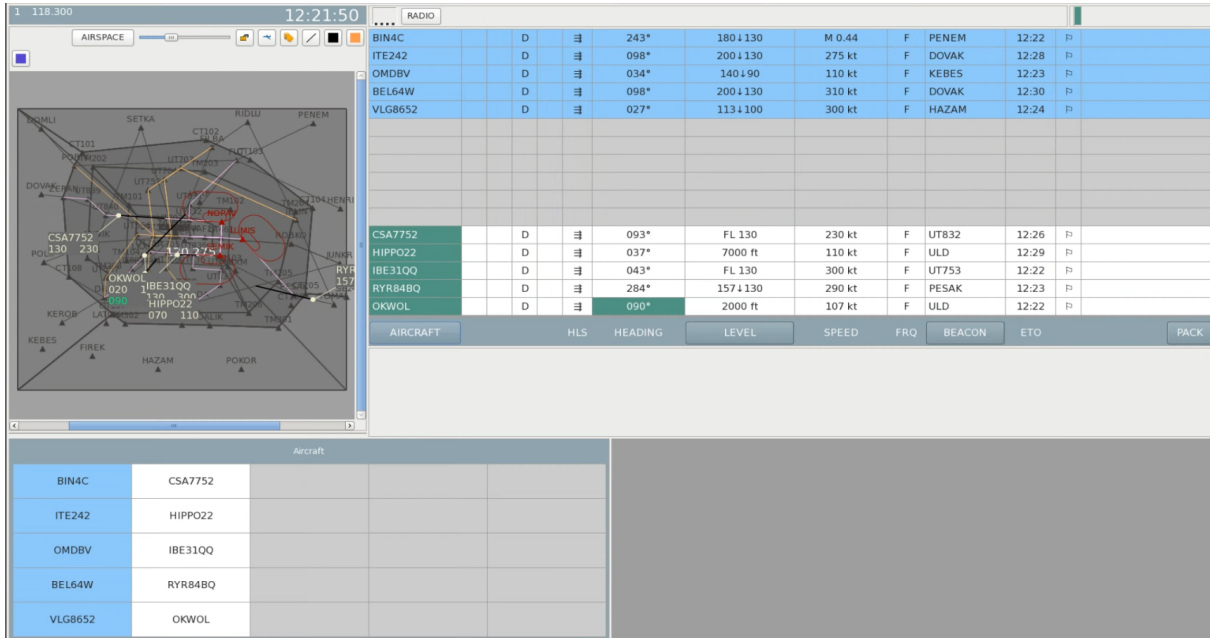 1 118.300 12:21:50
RADIO
AIRSPACE
BIN4C D 243° 180↓130 M 0.44 F PENEM 12:22
ITE242 D 098° 200↓130 275 kt F DOVAK 12:28
OMDBV D 034° 140↓90 110 kt F KEBES 12:23
BEL64W D 098° 200↓130 310 kt F DOVAK 12:30
VLG8652 D 027° 113↓100 300 kt F HAZAM 12:24
CSA7752 D 093° FL 130 230 kt F UT832 12:26
HIPPO22 D 037° 7000 ft 110 kt F ULD 12:29
IBE31QQ D 043° FL 130 300 kt F UT753 12:22
RYR84BQ D 284° 157↓130 290 kt F PESAK 12:23
OKWOL D 090° 2000 ft 107 kt F ULD 12:22
AIRCRAFT HLS HEADING LEVEL SPEED FRQ BEACON ETO PACK
SETKA RIDLU PENEM
CT102
CT101
TM202
TM101
CSA7752
130 230
120.275
CT108
OKWOL
020
090
IBE31QQ
130 300
HIPPO22
070 110
RYR
157
KEROB
KEBES
FIREK
HAZAM POKOR
Aircraft
BIN4C CSA7752
ITE242 HIPPO22
OMDBV IBE31QQ
BEL64W RYR84BQ
VLG8652 OKWOL